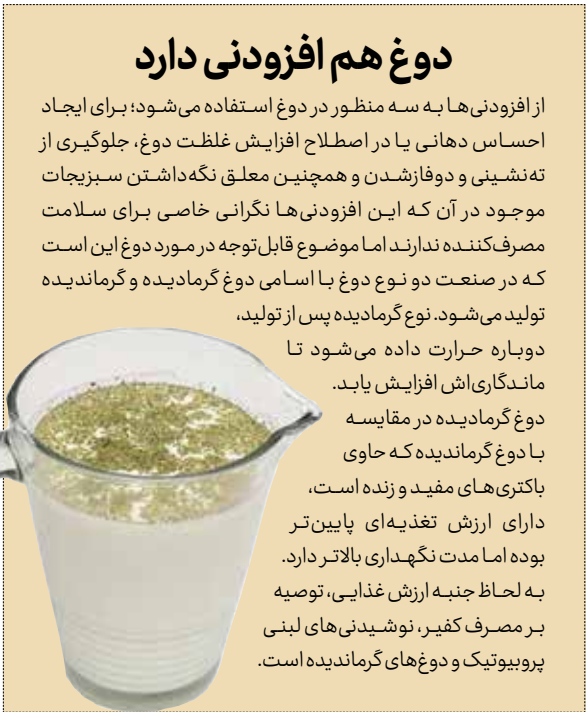 دوغ هم افزودنی دارد
از افزودنی‌ها به سه منظور در دوغ استفاده می‌شود؛ برای ایجاد
احساس دهانی یا در اصطلاح افزایش غلظت دوغ، جلوگیری از
ته‌نشینی و دوفازشدن و همچنین معلق نگه‌داشتن سبزیجات
موجود در آن که این افزودنی‌ها نگرانی خاصی برای سلامت
مصرف‌کننده ندارند اما موضوع قابل‌توجه در مورد دوغ این است
که در صنعت دو نوع دوغ با اسامی دوغ گرمادیده و گرماندیده
تولید می‌شود. نوع گرمادیده پس از تولید،
دوباره حرارت داده می‌شود تا
ماندگاری‌اش افزایش یابد.
دوغ گرمادیده در مقایسه
با دوغ گرماندیده که حاوی
باکتری‌های مفید و زنده است،
دارای ارزش تغذیه‌ای پایین‌تر
بوده اما مدت نگهداری بالاتر دارد.
به لحاظ جنبه ارزش غذایی، توصیه
بر مصرف کفیر، نوشیدنی‌های لبنی
پروبیوتیک و دوغ‌های گرماندیده است.